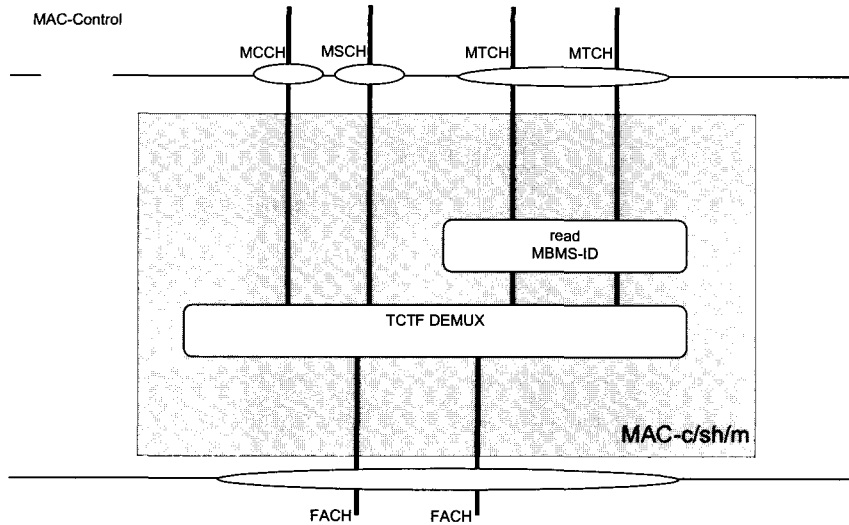 MAC-Control
MCCH MSCH MTCH MTCH
read
MBMS-ID
TCTF DEMUX
MAC-c/sh/m
FACH FACH